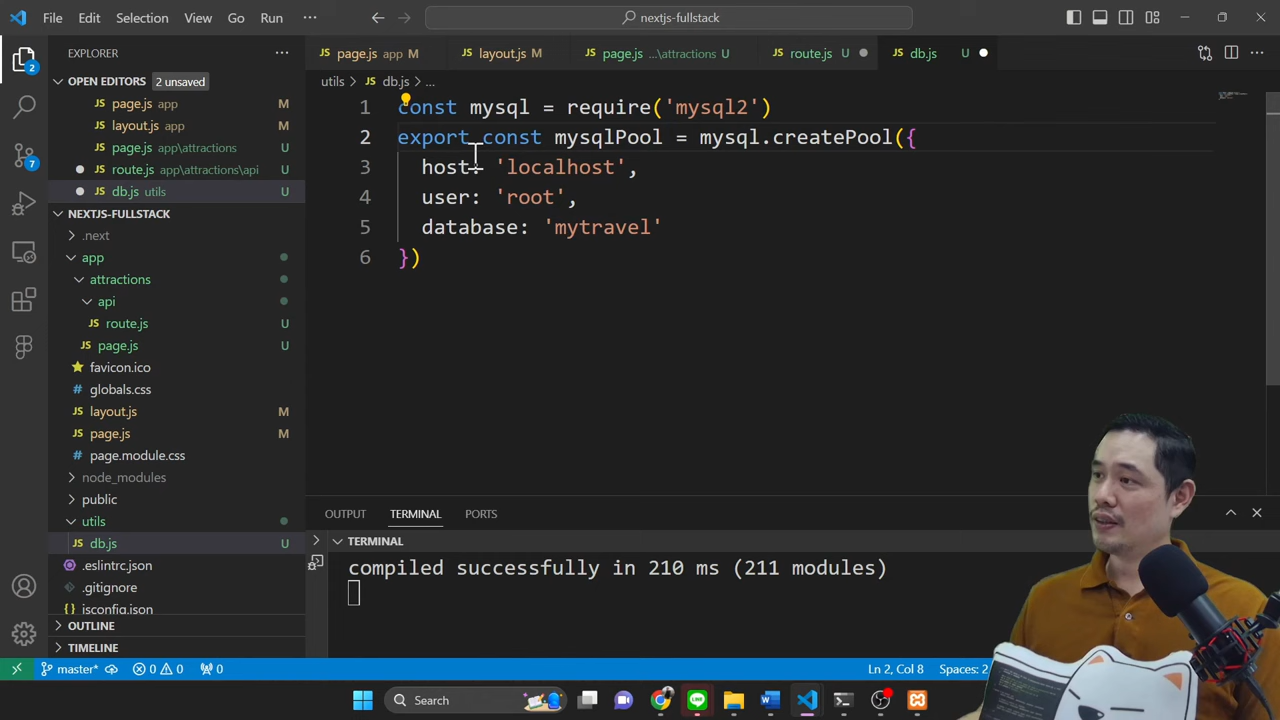 File Edit Selection View Go Run ··· nextjs-fullstack
EXPLORER ···
OPEN EDITORS 2 unsaved
page.js app
layout.js app
page.js app\attractions
route.js app\attractions\api
db.js utils
NEXTJS-FULLSTACK
.next
app
attractions
api
route.js U
page.js U
favicon.ico
globals.css
layout.js M
page.js M
page.module.css
node_modules
public
utils
db.js U
.eslintrc.json
.gitignore
jsconfig.json
OUTLINE
TIMELINE
2
7
page.js app M layout.js M page.js ...\attractions U route.js U db.js U ···
utils > JS db.js > ...
1 const mysql = require('mysql2')
2 export const mysqlPool = mysql.createPool({
3 host: 'localhost',
4 user: 'root',
5 database: 'mytravel'
6 })
OUTPUT TERMINAL PORTS
TERMINAL
compiled successfully in 210 ms (211 modules)
master* 0 0 0 Ln 2, Col 8 Spaces: 2
Search